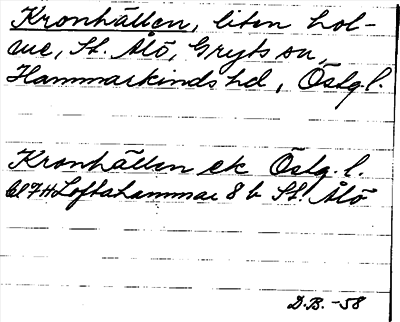 Kronhällen, liten hol-
me, St. Ålö, Gryts sn,
Hammarkinds hd, Östg.l.
Kronhällen ek Östg. l.
Loftahammar 8 b St. Ålö
D.B. -58